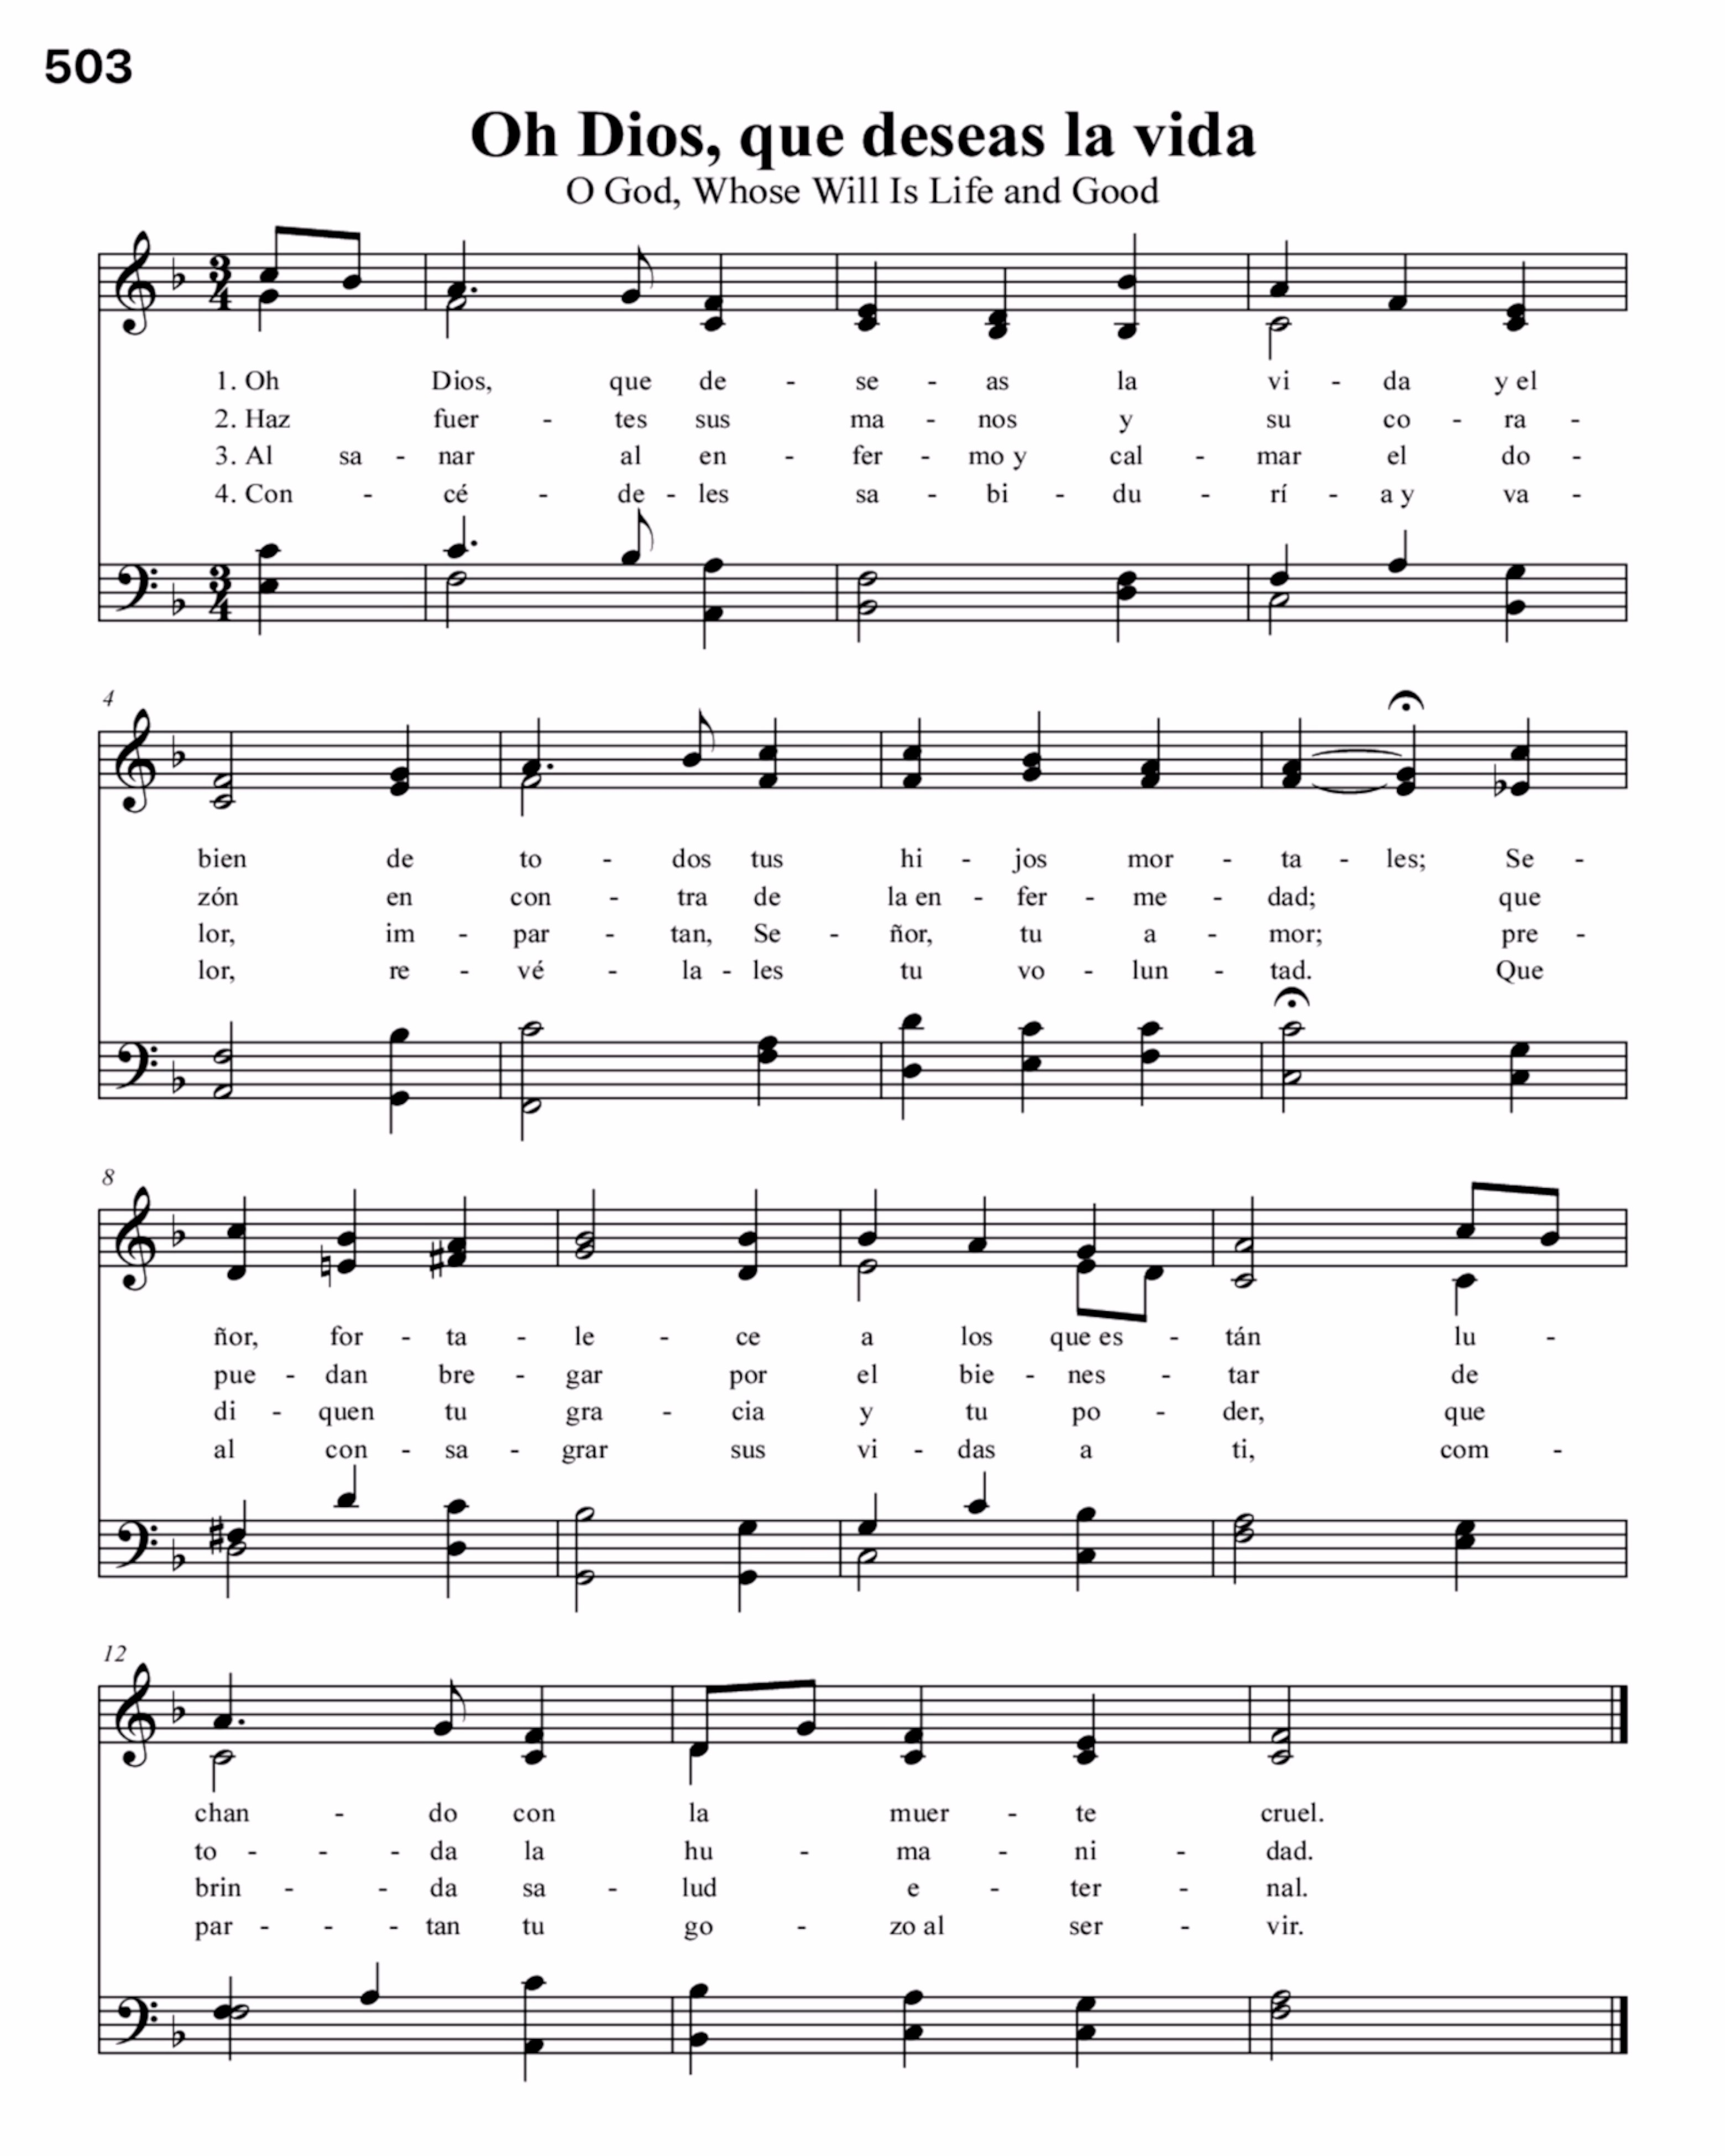 503
Oh Dios, que deseas la vida
O God, Whose Will Is Life and Good
3
4
1. Oh Dios, que de - se - as la vi - da y el
2. Haz fuer - tes sus ma - nos y su co - ra -
3. Al sa - nar al en - fer - mo y cal - mar el do -
4. Con - cé - de - les sa - bi - du - rí - a y va -
3
4
4
bien de to - dos tus hi - jos mor - ta - les; Se -
zón en con - tra de la en - fer - me - dad; que
lor, im - par - tan, Se - ñor, tu a - mor; pre -
lor, re - vé - la - les tu vo - lun - tad. Que
8
ñor, for - ta - le - ce a los que es - tán lu -
pue - dan bre - gar por el bie - nes - tar de
di - quen tu gra - cia y tu po - der, que
al con - sa - grar sus vi - das a ti, com -
12
chan - do con la muer - te cruel.
to - - - da la hu - ma - ni - dad.
brin - - da sa - lud e - ter - nal.
par - - - tan tu go - zo al ser - vir.